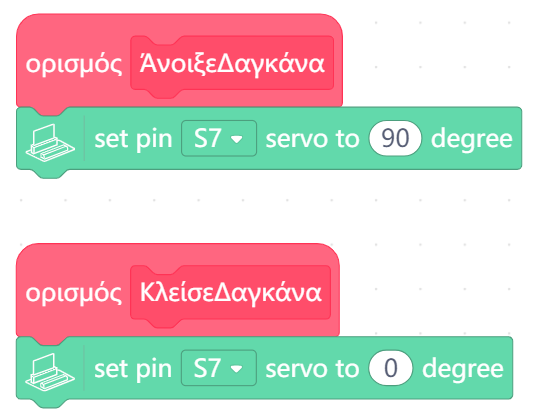 ορισμός ΆνοιξεΔαγκάνα
set pin S7 servo to 90 degree
ορισμός ΚλείσεΔαγκάνα
set pin S7 servo to 0 degree